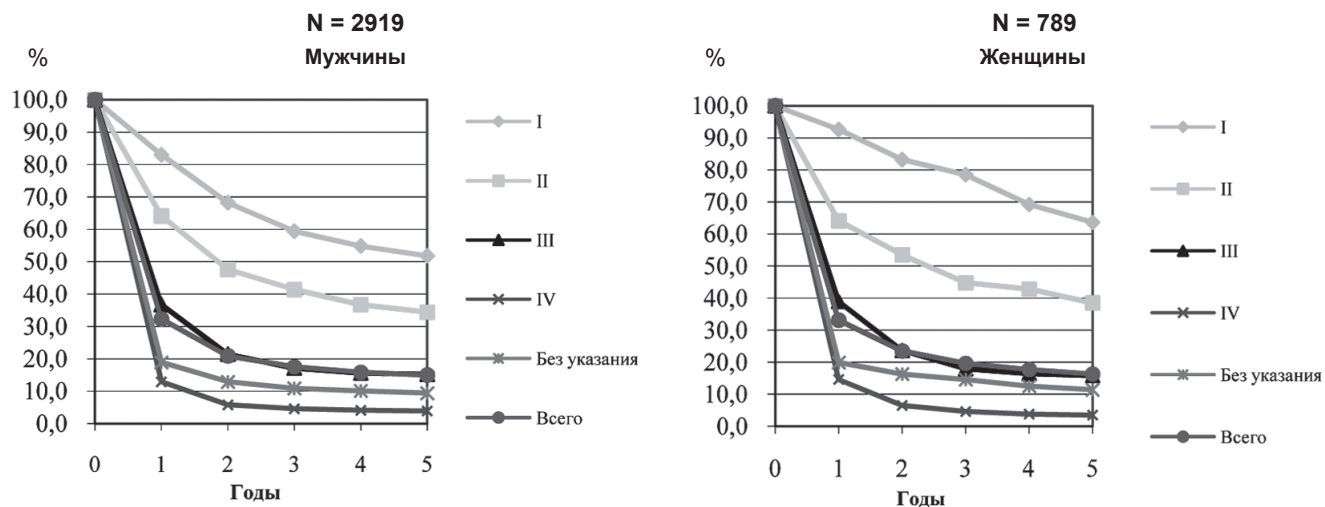 N = 2919
Мужчины
%
100,0
90,0
80,0
70,0
60,0
50,0
40,0
30,0
20,0
10,0
0,0
0 1 2 3 4 5
Годы
I
II
III
IV
Без указания
Всего
N = 789
Женщины
%
100,0
90,0
80,0
70,0
60,0
50,0
40,0
30,0
20,0
10,0
0,0
0 1 2 3 4 5
Годы
I
II
III
IV
Без указания
Всего